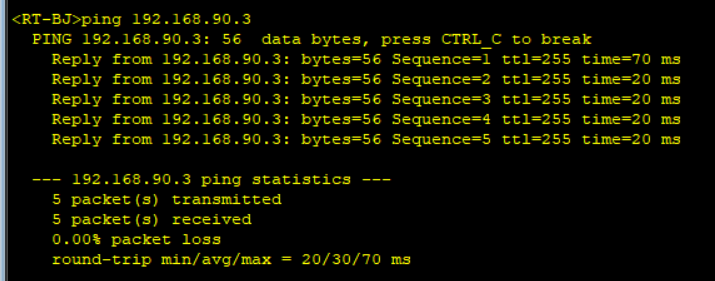 <RT-BJ>ping 192.168.90.3
PING 192.168.90.3: 56  data bytes, press CTRL_C to break
Reply from 192.168.90.3: bytes=56 Sequence=1 ttl=255 time=70 ms
Reply from 192.168.90.3: bytes=56 Sequence=2 ttl=255 time=20 ms
Reply from 192.168.90.3: bytes=56 Sequence=3 ttl=255 time=20 ms
Reply from 192.168.90.3: bytes=56 Sequence=4 ttl=255 time=20 ms
Reply from 192.168.90.3: bytes=56 Sequence=5 ttl=255 time=20 ms
--- 192.168.90.3 ping statistics ---
5 packet(s) transmitted
5 packet(s) received
0.00% packet loss
round-trip min/avg/max = 20/30/70 ms